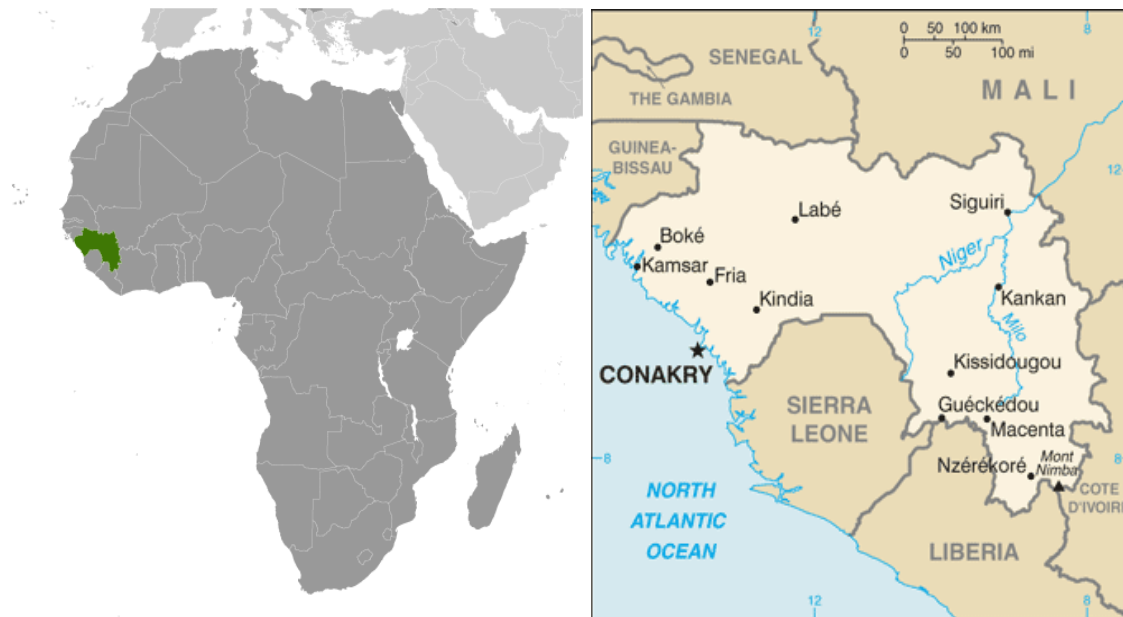 12
8
0 50 100 km
0 50 100 mi
SENEGAL
MALI
THE GAMBIA
GUINEA-
BISSAU
12
Labé
Siguiri
Boké
Niger
Kamsar
Fria
Kankan
Kindia
Milo
CONAKRY
Kissidougou
SIERRA
LEONE
Guéckédou
Macenta
8
8
Nzérékoré
Mont
Nimba
NORTH
ATLANTIC
OCEAN
COTE
D'IVOIRE
LIBERIA
12
8